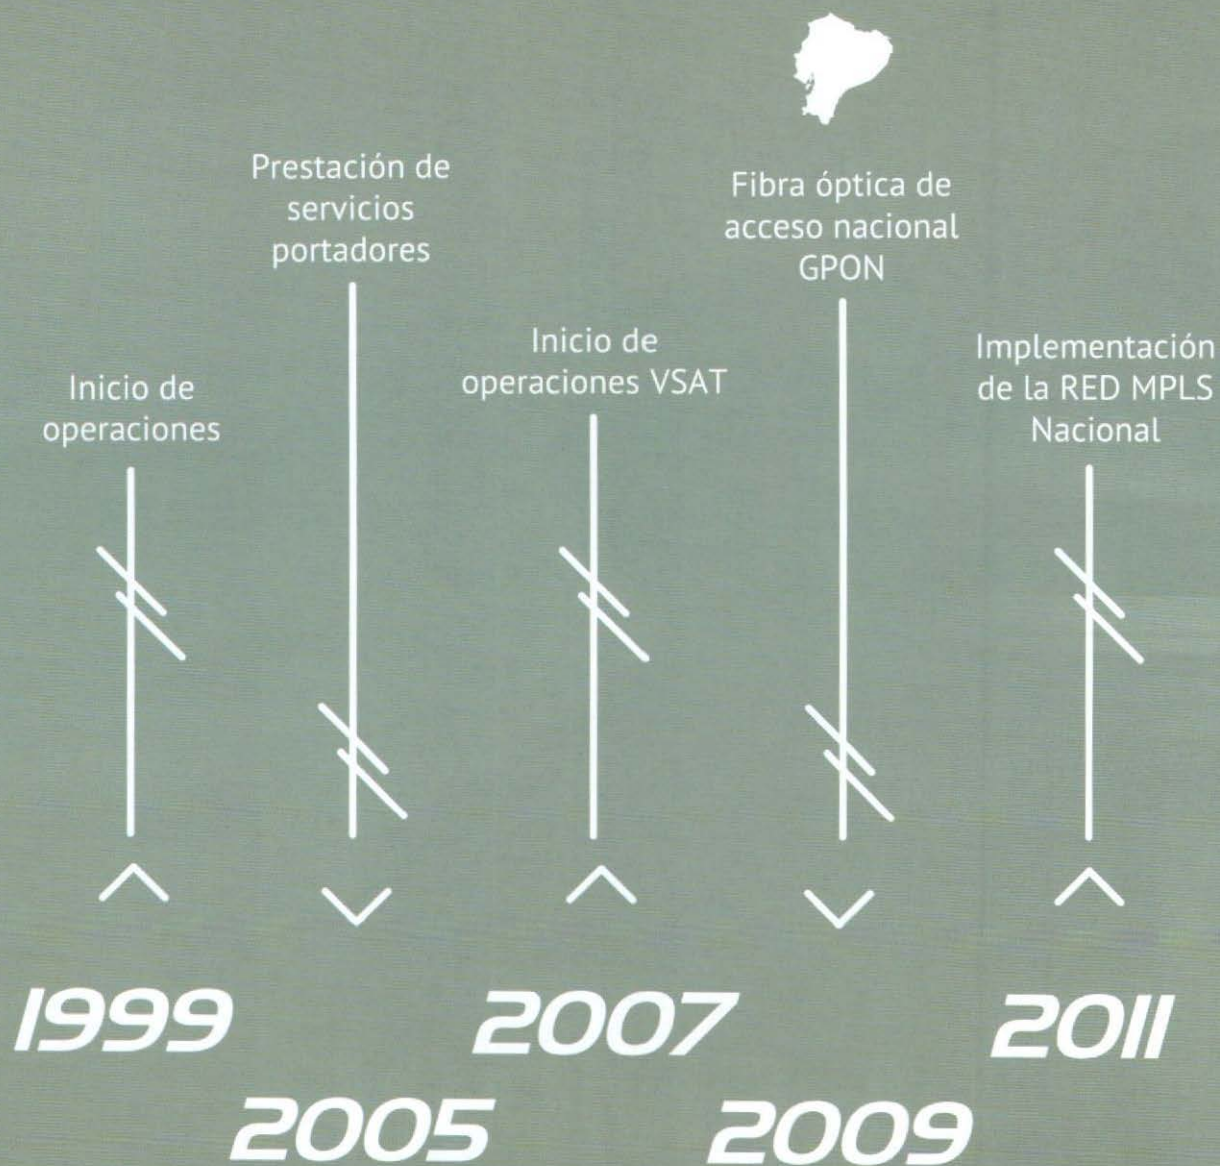 Inicio de
operaciones
1999
Prestación de
servicios
portadores
2005
Inicio de
operaciones VSAT
2007
Fibra óptica de
acceso nacional
GPON
2009
Implementación
de la RED MPLS
Nacional
2011